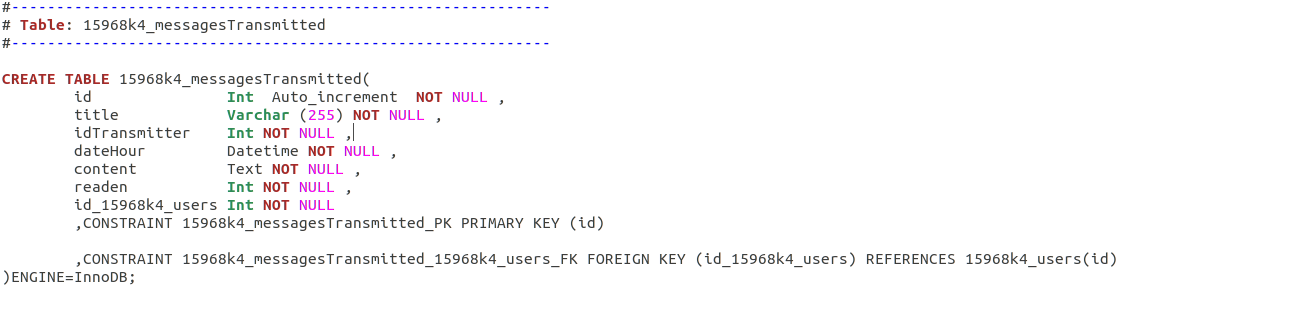 #------------------------------------------------------------
# Table: 15968k4_messagesTransmitted
#------------------------------------------------------------
CREATE TABLE 15968k4_messagesTransmitted(
        id               Int  Auto_increment  NOT NULL ,
        title            Varchar (255) NOT NULL ,
        idTransmitter    Int NOT NULL ,
        dateHour         Datetime NOT NULL ,
        content          Text NOT NULL ,
        readen           Int NOT NULL ,
        id_15968k4_users Int NOT NULL
        ,CONSTRAINT 15968k4_messagesTransmitted_PK PRIMARY KEY (id)
        ,CONSTRAINT 15968k4_messagesTransmitted_15968k4_users_FK FOREIGN KEY (id_15968k4_users) REFERENCES 15968k4_users(id)
)ENGINE=InnoDB;